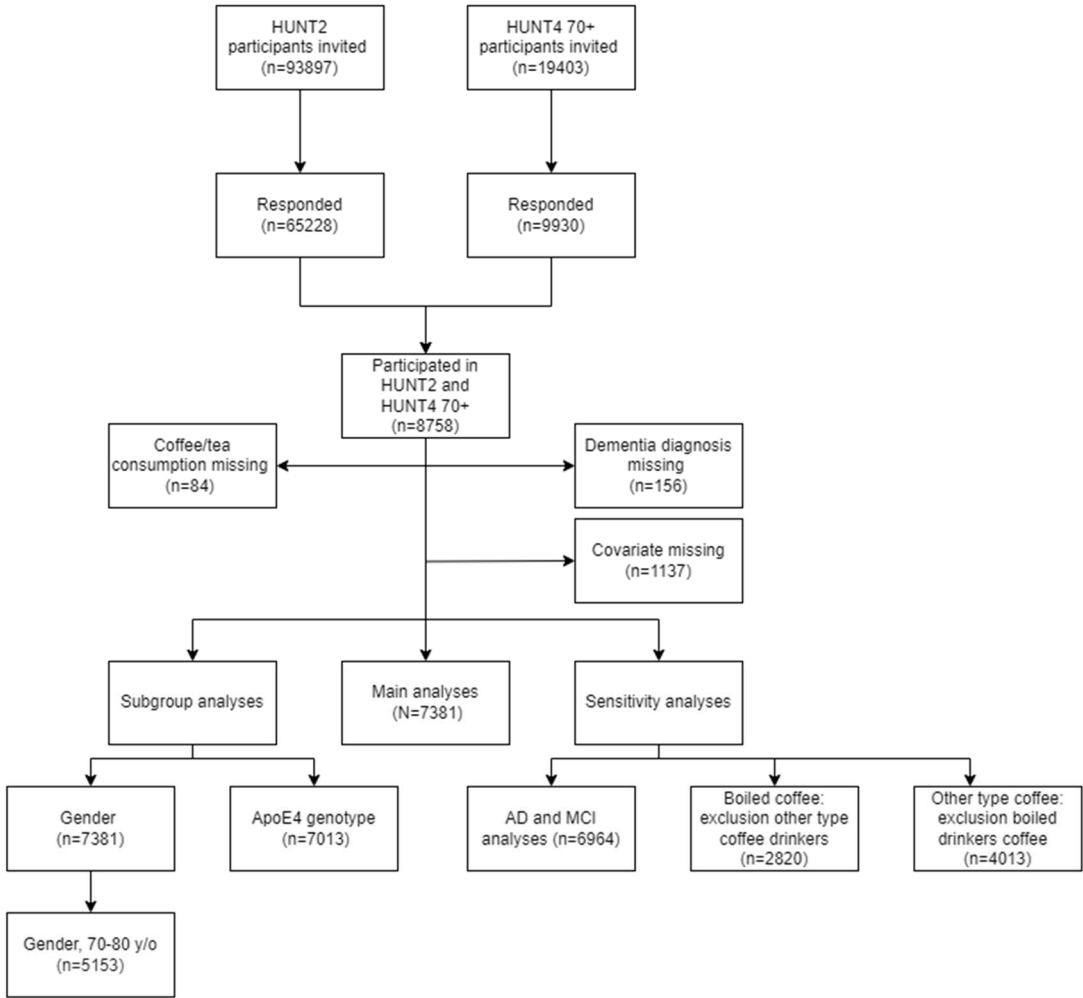 HUNT2
participants invited
(n=93897)
HUNT4 70+
participants invited
(n=19403)
Responded
(n=65228)
Responded
(n=9930)
Participated in
HUNT2 and
HUNT4 70+
(n=8758)
Coffee/tea
consumption missing
(n=84)
Dementia diagnosis
missing
(n=156)
Covariate missing
(n=1137)
Subgroup analyses
Main analyses
(N=7381)
Sensitivity analyses
Gender
(n=7381)
ApoE4 genotype
(n=7013)
AD and MCI
analyses (n=6964)
Boiled coffee:
exclusion other type
coffee drinkers
(n=2820)
Other type coffee:
exclusion boiled
drinkers coffee
(n=4013)
Gender, 70-80 y/o
(n=5153)